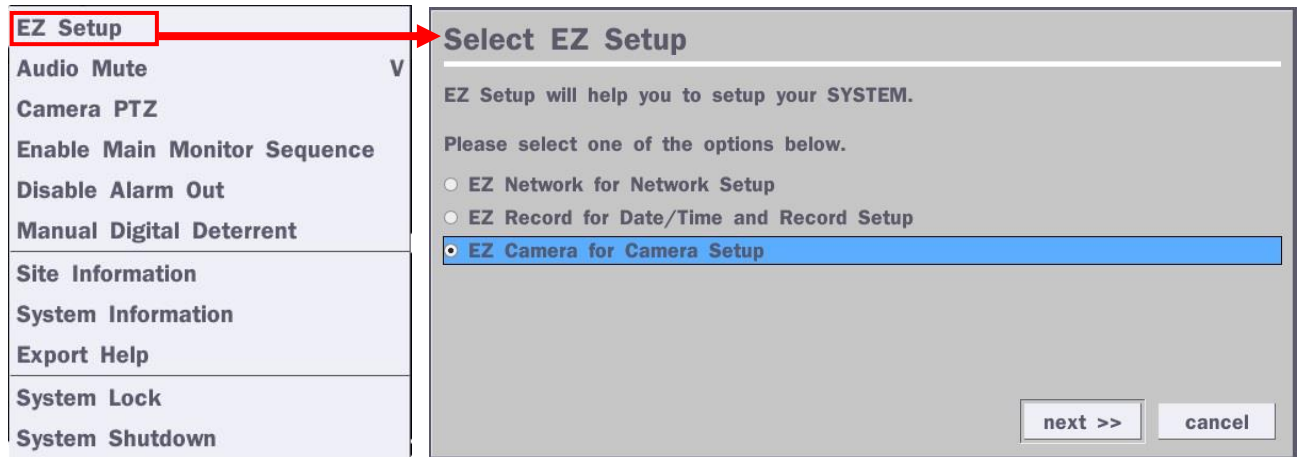 EZ Setup
Audio Mute V
Camera PTZ
Enable Main Monitor Sequence
Disable Alarm Out
Manual Digital Deterrent
Site Information
System Information
Export Help
System Lock
System Shutdown
Select EZ Setup
EZ Setup will help you to setup your SYSTEM.
Please select one of the options below.
EZ Network for Network Setup
EZ Record for Date/Time and Record Setup
EZ Camera for Camera Setup
next >> cancel